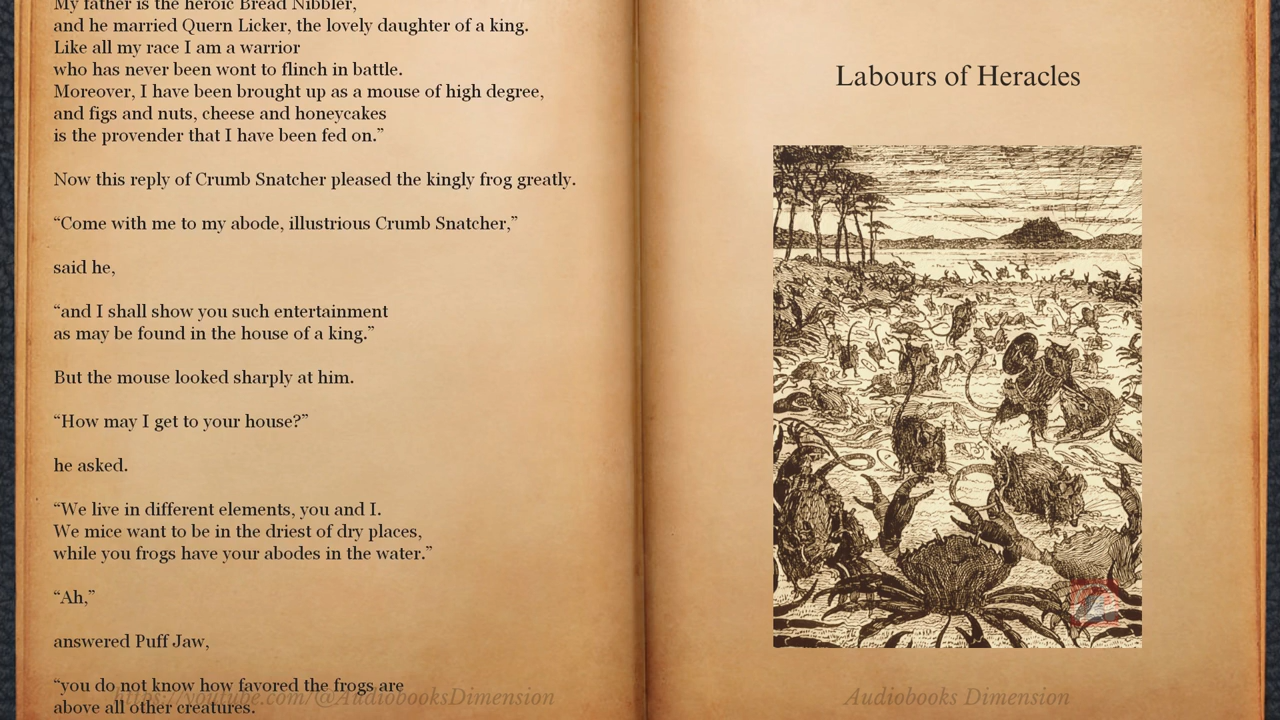 My father is the heroic Bread Nibbler,
and he married Quern Licker, the lovely daughter of a king.
Like all my race I am a warrior
who has never been wont to flinch in battle.
Moreover, I have been brought up as a mouse of high degree,
and figs and nuts, cheese and honeycakes
is the provender that I have been fed on.”
Now this reply of Crumb Snatcher pleased the kingly frog greatly.
“Come with me to my abode, illustrious Crumb Snatcher,”
said he,
“and I shall show you such entertainment
as may be found in the house of a king.”
But the mouse looked sharply at him.
“How may I get to your house?”
he asked.
“We live in different elements, you and I.
We mice want to be in the driest of dry places,
while you frogs have your abodes in the water.”
“Ah,”
answered Puff Jaw,
“you do not know how favored the frogs are
above all other creatures.
https://youtube.com/@AudiobooksDimension
Labours of Heracles
Audiobooks Dimension